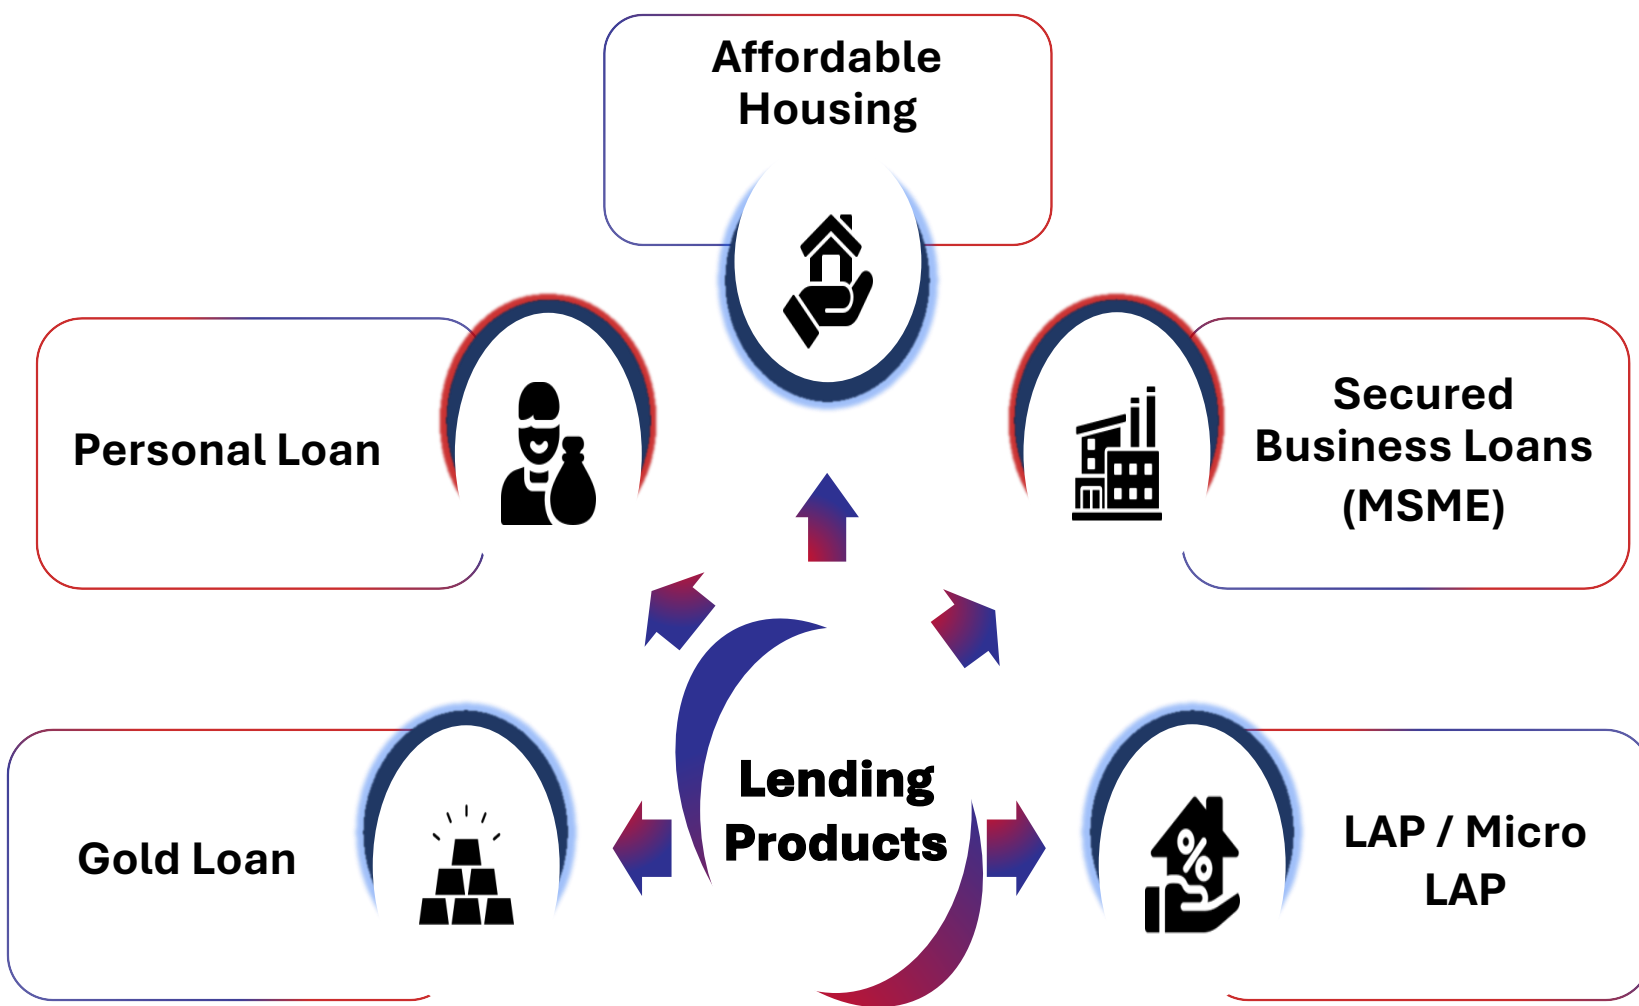 Affordable
Housing
Personal Loan
Secured
Business Loans
(MSME)
Gold Loan
Lending
Products
LAP / Micro
LAP